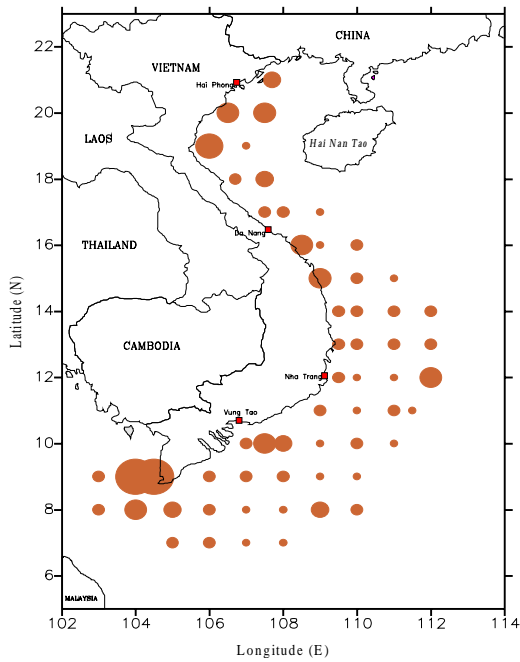 CHINA
VIETNAM
Hai Phong
LAOS
Hai Nan Tao
Da Nang
THAILAND
CAMBODIA
Nha Trang
Vung Tao
MALAYSIA
22
20
18
16
14
12
10
8
6
Latitude (N)
102 104 106 108 110 112 114
Longitude (E)